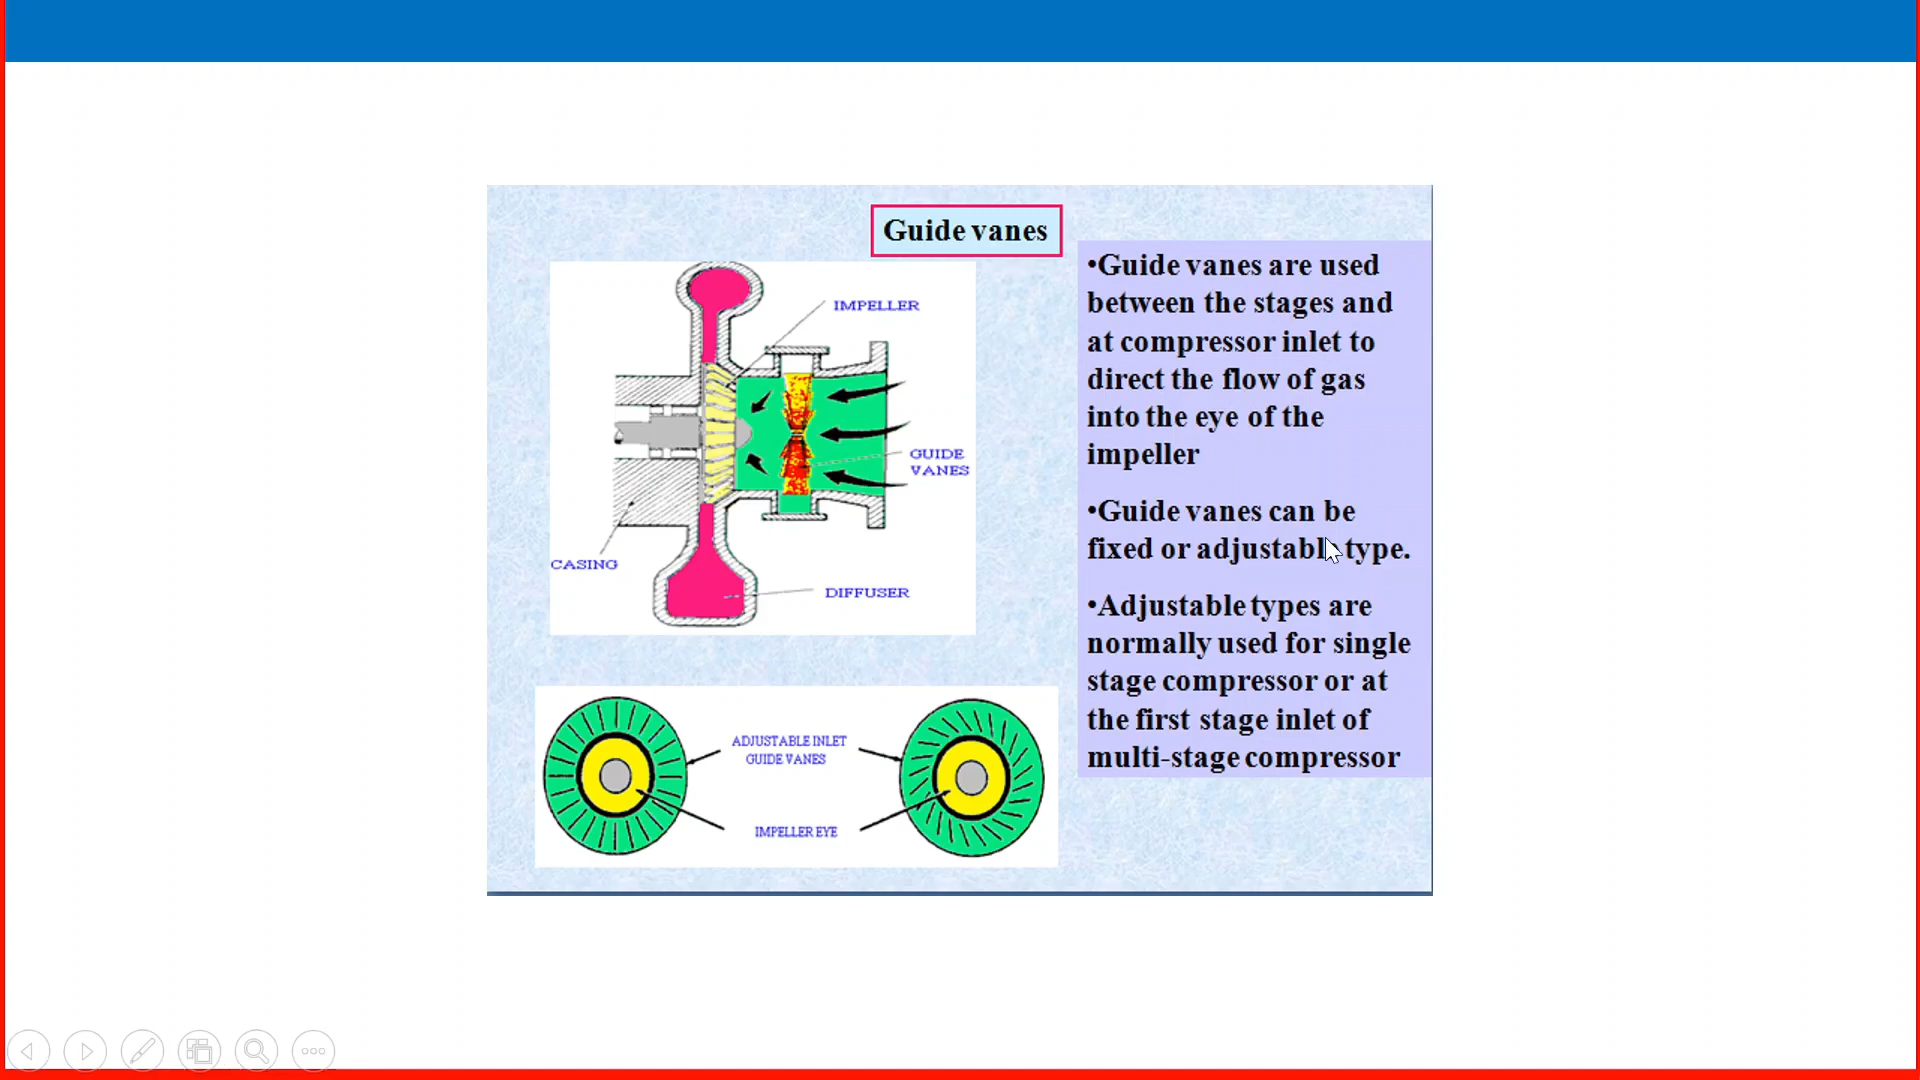 Guide vanes
IMPELLER
GUIDE
VANES
CASING
DIFFUSER
ADJUSTABLE INLET
GUIDE VANES
IMPELLER EYE
•Guide vanes are used
between the stages and
at compressor inlet to
direct the flow of gas
into the eye of the
impeller
•Guide vanes can be
fixed or adjustable type.
•Adjustable types are
normally used for single
stage compressor or at
the first stage inlet of
multi-stage compressor